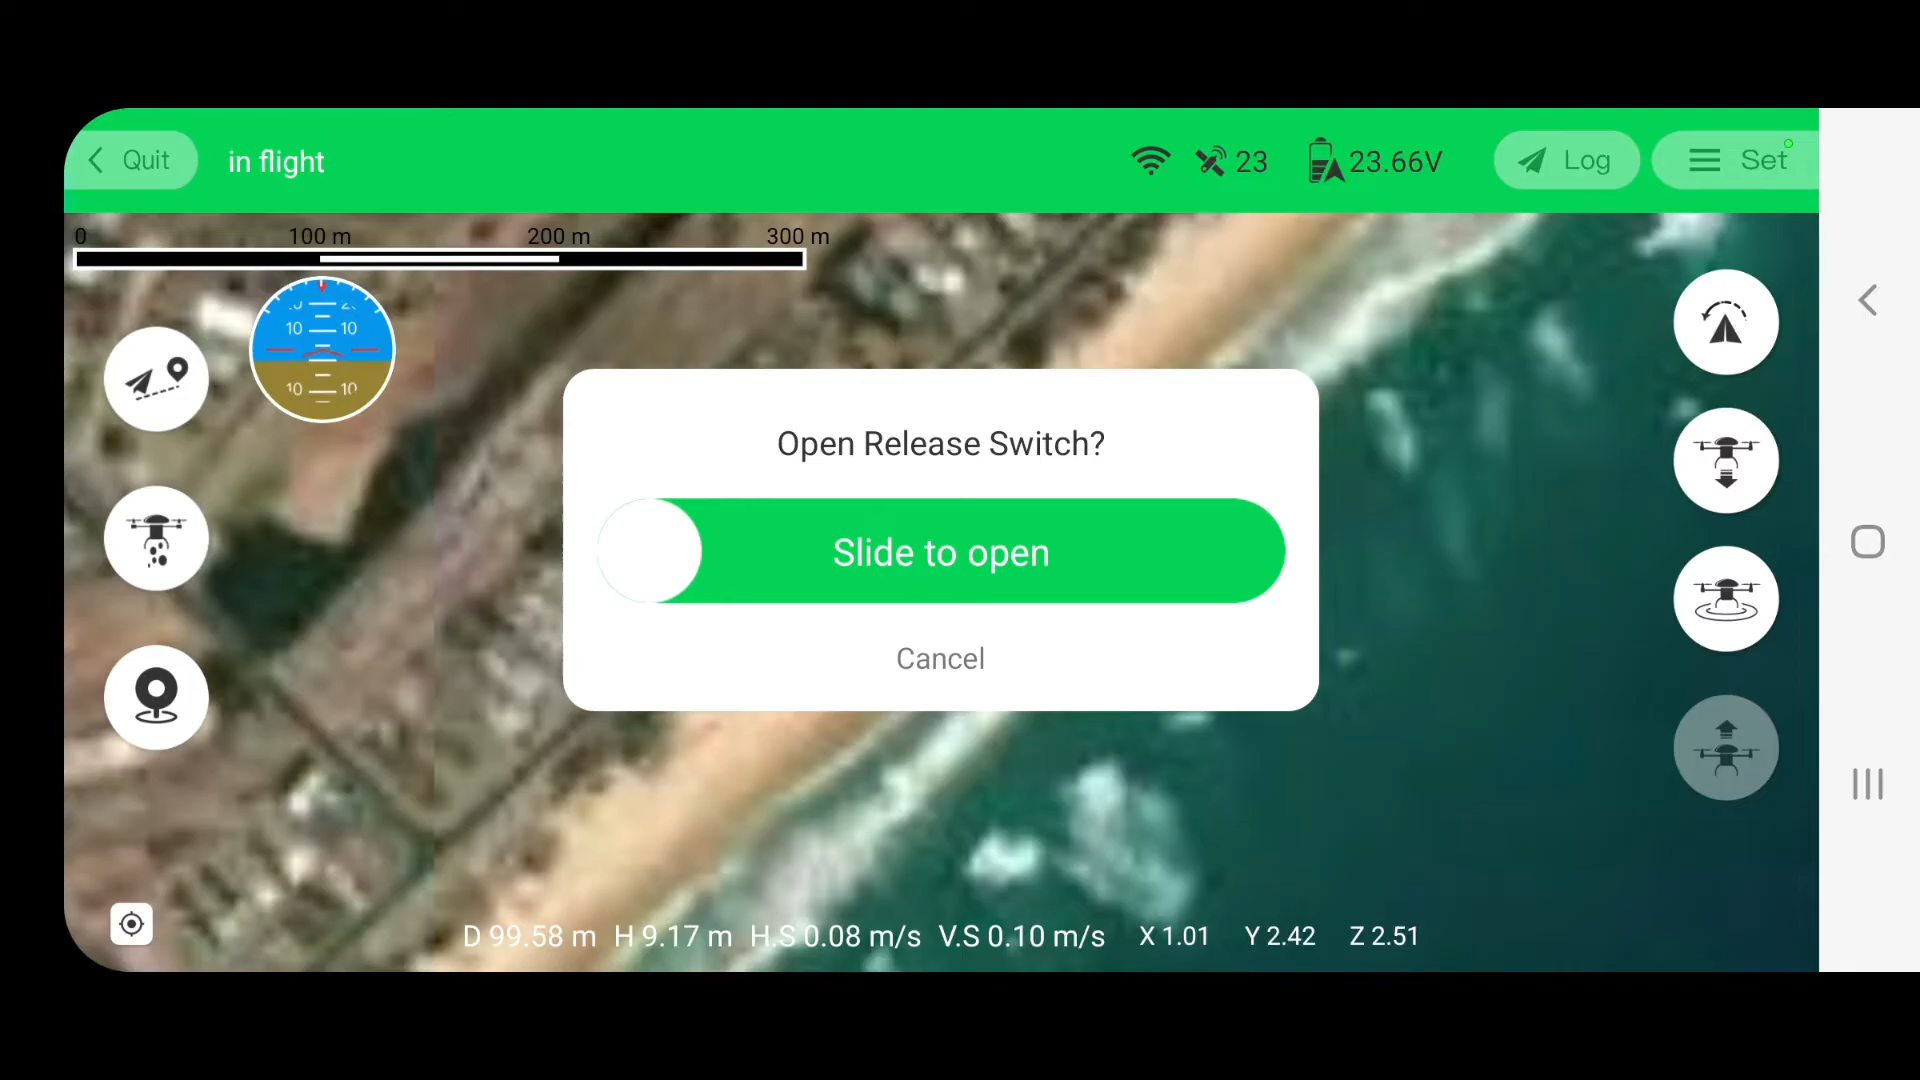 Quit in flight 23 23.66V Log Set
0 100 m 200 m 300 m
10 10
10 10
Open Release Switch?
Slide to open
Cancel
D 99.58 m H 9.17 m H.S 0.08 m/s V.S 0.10 m/s X 1.01 Y 2.42 Z 2.51